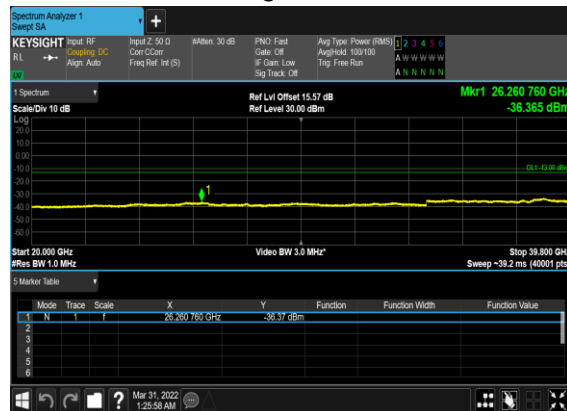 Spectrum Analyzer 1
Swept SA
+
KEYSIGHT Input: RF Input Z: 50 Ω #Atten: 30 dB PNO: Fast Avg Type: Power (RMS) 1 2 3 4 5 6
RL Coupling: DC Corr CCorr Gate: Off Avg|Hold: 100/100 A W W W W W
Align: Auto Freq Ref: Int (S) IF Gain: Low Trig: Free Run
LXI Sig Track: Off A N N N N N
1 Spectrum Ref Lvl Offset 15.57 dB Mkr1 26.260 760 GHz
Scale/Div 10 dB Ref Level 30.00 dBm -36.365 dBm
Log
20.0
10.0
0.00
-10.0 DL1 -13.00 dBm
-20.0
-30.0 1
-40.0
-50.0
-60.0
Start 20.000 GHz Video BW 3.0 MHz* Stop 39.800 GHz
#Res BW 1.0 MHz Sweep ~39.2 ms (40001 pts)
5 Marker Table
Mode Trace Scale X Y Function Function Width Function Value
1 N 1 f 26.260 760 GHz -36.37 dBm
2
3
4
5
6
? Mar 31, 2022
1:25:58 AM